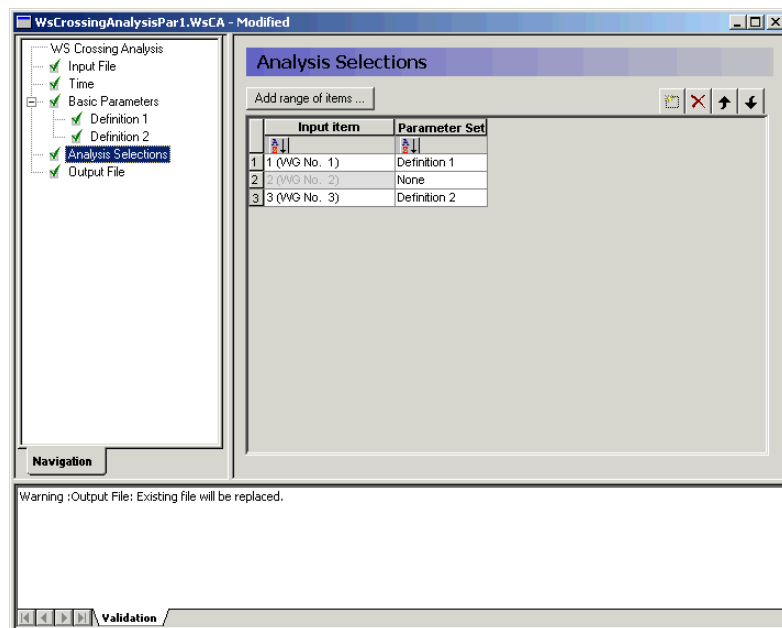 WsCrossingAnalysisPar1.WsCA - Modified
WS Crossing Analysis
Input File
Time
Basic Parameters
Definition 1
Definition 2
Analysis Selections
Output File
Navigation
Analysis Selections
Add range of items ...
Input item Parameter Set
1 1 (WG No. 1) Definition 1
2 2 (WG No. 2) None
3 3 (WG No. 3) Definition 2
Warning :Output File: Existing file will be replaced.
Validation